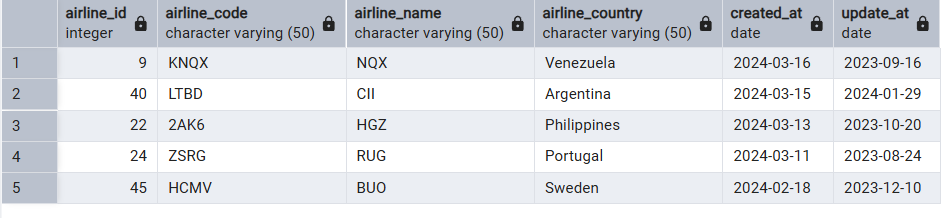 airline_id airline_code airline_name airline_country created_at update_at
integer character varying (50) character varying (50) character varying (50) date date
1 9 KNQX NQX Venezuela 2024-03-16 2023-09-16
2 40 LTBD CII Argentina 2024-03-15 2024-01-29
3 22 2AK6 HGZ Philippines 2024-03-13 2023-10-20
4 24 ZSRG RUG Portugal 2024-03-11 2023-08-24
5 45 HCMV BUO Sweden 2024-02-18 2023-12-10